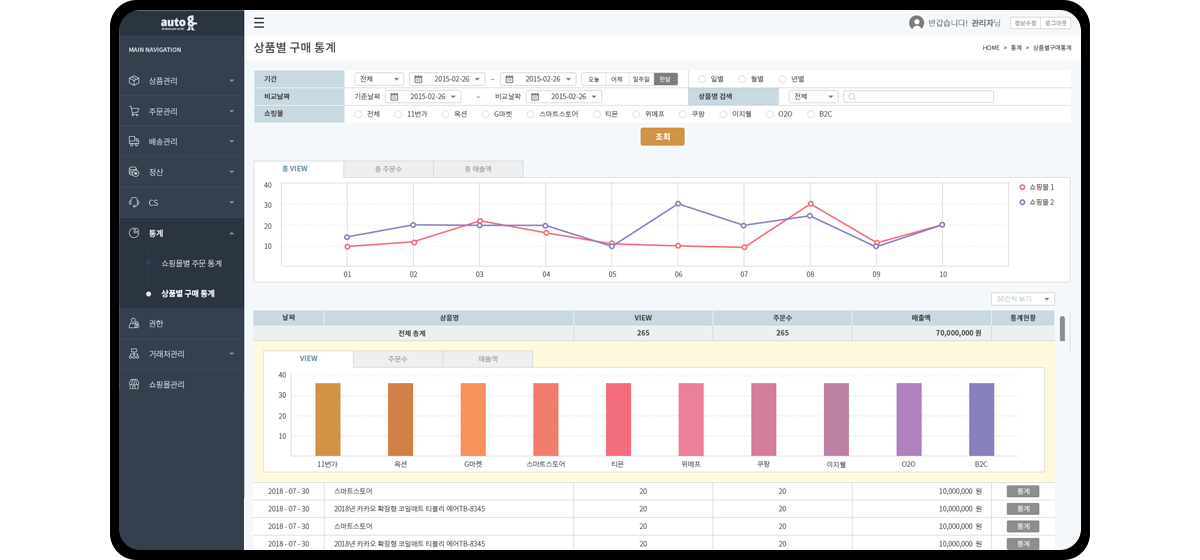 auto
반갑습니다! 관리자님 정보수정 로그아웃
MAIN NAVIGATION
상품관리
주문관리
배송관리
정산
CS
통계
쇼핑몰별 주문 통계
상품별 구매 통계
권한
거래처관리
쇼핑몰관리
상품별 구매 통계
HOME > 통계 > 상품별구매통계
기간 전체 2015-02-26 ~ 2015-02-26 오늘 어제 일주일 한달 일별 월별 년별
비교날짜 기준날짜 2015-02-26 ~ 비교날짜 2015-02-26 상품명 검색 전체
쇼핑몰 전체 11번가 옥션 G마켓 스마트스토어 티몬 위메프 쿠팡 이지웰 O2O B2C
조회
총 VIEW 총 주문수 총 매출액
40
30
20
10
01 02 03 04 05 06 07 08 09 10
쇼핑몰 1
쇼핑몰 2
30건씩 보기
날짜 상품명 VIEW 주문수 매출액 통계현황
전체 총계 265 265 70,000,000 원
VIEW 주문수 매출액
40
30
20
10
11번가 옥션 G마켓 스마트스토어 티몬 위메프 쿠팡 이지웰 O2O B2C
2018 - 07 - 30 스마트스토어 20 20 10,000,000 원 통계
2018 - 07 - 30 2018년 카카오 확장형 코일매트 티볼리 에어TB-8345 20 20 10,000,000 원 통계
2018 - 07 - 30 스마트스토어 20 20 10,000,000 원 통계
2018 - 07 - 30 2018년 카카오 확장형 코일매트 티볼리 에어TB-8345 20 20 10,000,000 원 통계